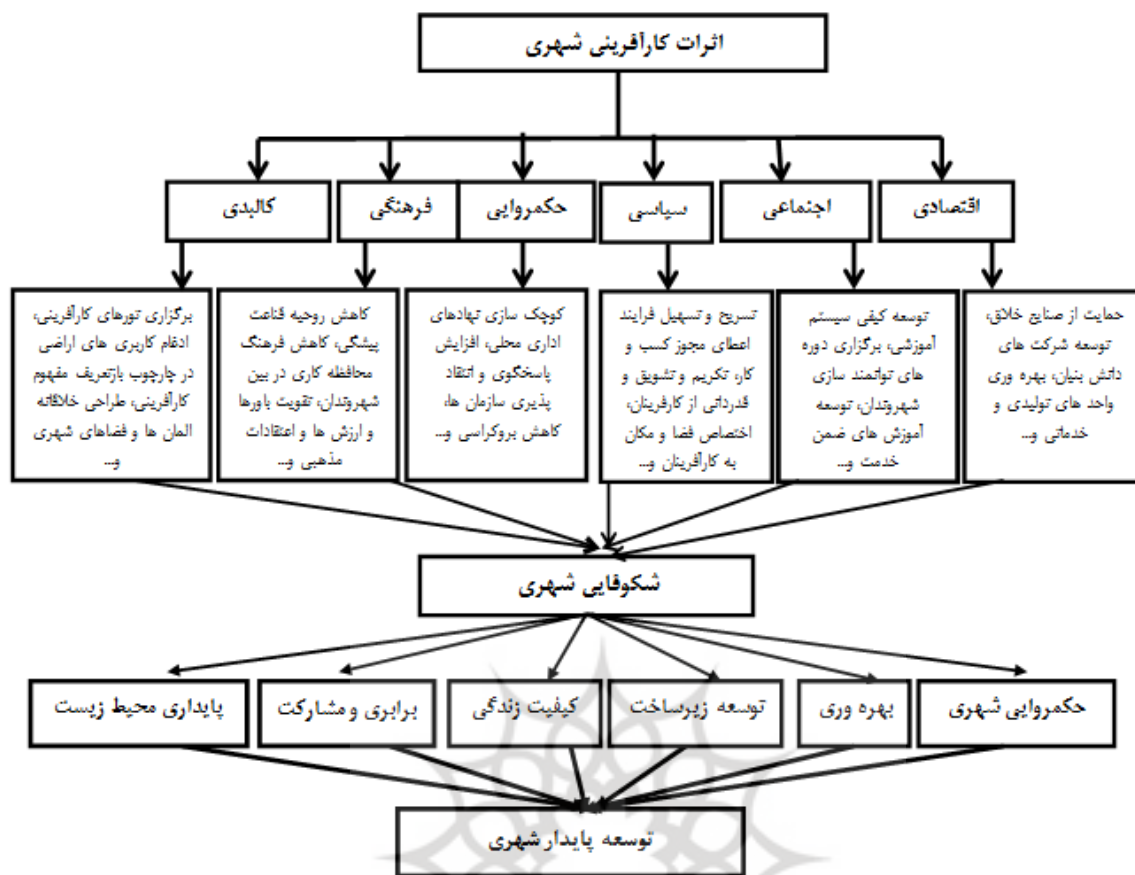 اثرات کارآفرینی شهری
اقتصادی
اجتماعی
سیاسی
حکمروایی
فرهنگی
کالبدی
حمایت از صنایع خلاق،
توسعه شرکت های
دانش بنیان، بهره وری
واحد های تولیدی و
خدماتی و...
توسعه کیفی سیستم
آموزشی، برگزاری دوره
های توانمند سازی
شهروندان، توسعه
آموزش های ضمن
خدمت و...
تسریح و تسهیل فرایند
اعطای مجوز کسب و
کار، تکریم و تشویق و
قدردانی از کارفرینان،
اختصاص فضا و مکان
به کارآفرینان و...
کوچک سازی نهادهای
اداری محلی، افزایش
پاسخگوی و انتقاد
پذیری سازمان ها،
کاهش بروکراسی و...
کاهش روحیه قناعت
پیشگی، کاهش فرهنگ
محافظه کاری در بین
شهروندان، تقویت باورها
و ارزش ها و اعتقادات
مذهبی و...
برگزاری تورهای کارآفرینی،
ادغام کاربری های اراضی
در چارچوب بازتعریف مفهوم
کارآفرینی، طراحی خلاقانه
المان ها و فضاهای شهری
و...
شکوفایی شهری
حکمروایی شهری
بهره وری
توسعه زیرساخت
کیفیت زندگی
برابری و مشارکت
پایداری محیط زیست
توسعه پایدار شهری